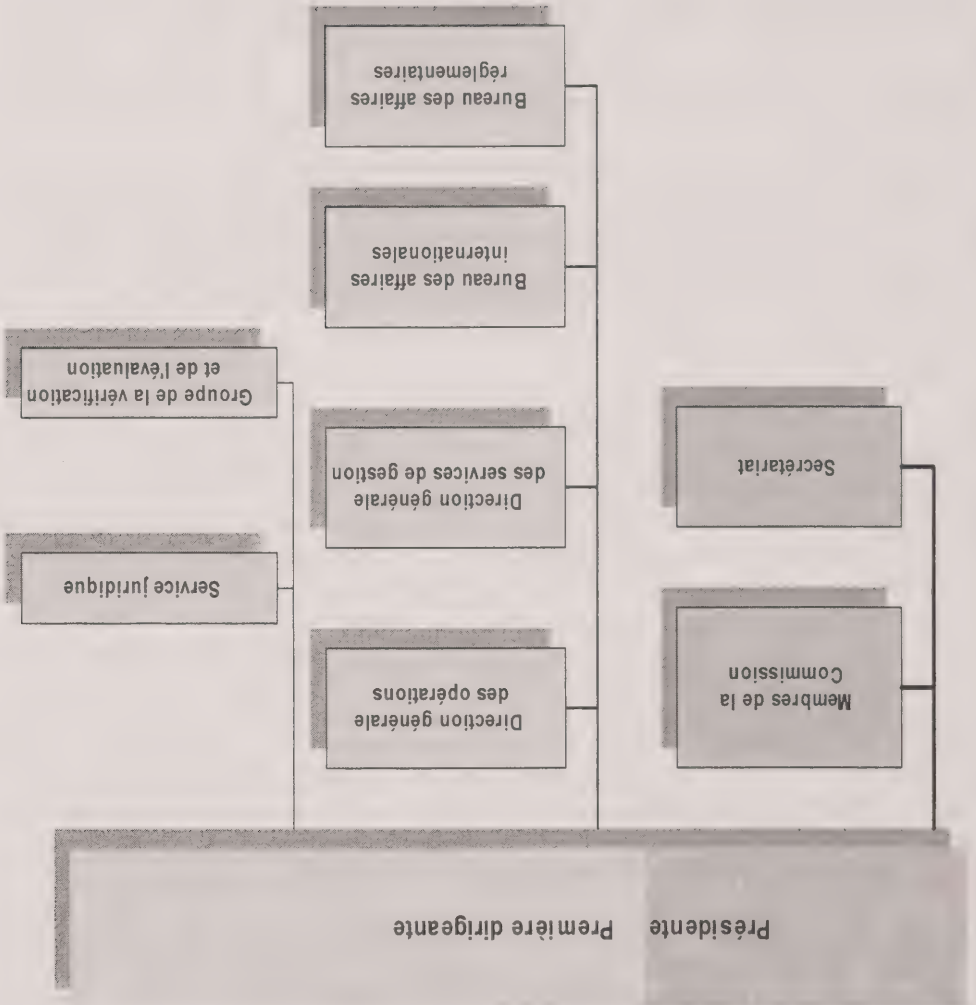 Présidente Première dirigeante
Membres de la
Commission
Secrétariat
Direction générale
des opérations
Direction générale
des services de gestion
Bureau des affaires
internationales
Bureau des affaires
réglementaires
Service juridique
Groupe de la vérification
et de l'évaluation